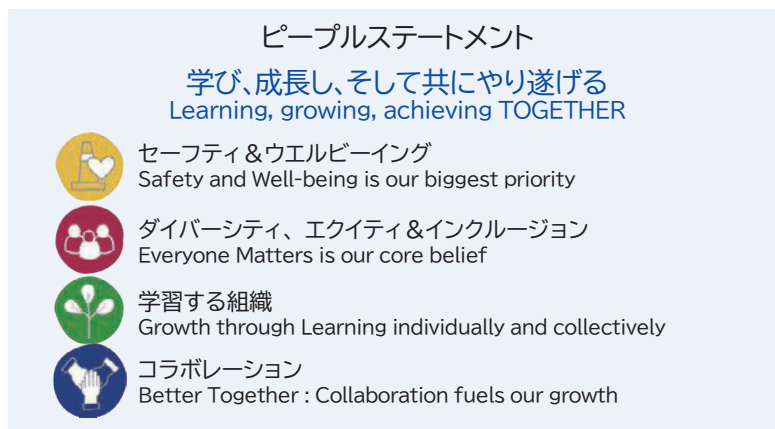 ピープルステートメント
学び、成長し、そして共にやり遂げる
Learning, growing, achieving TOGETHER
セーフティ＆ウエルビーイング
Safety and Well-being is our biggest priority
ダイバーシティ、エクイティ＆インクルージョン
Everyone Matters is our core belief
学習する組織
Growth through Learning individually and collectively
コラボレーション
Better Together : Collaboration fuels our growth